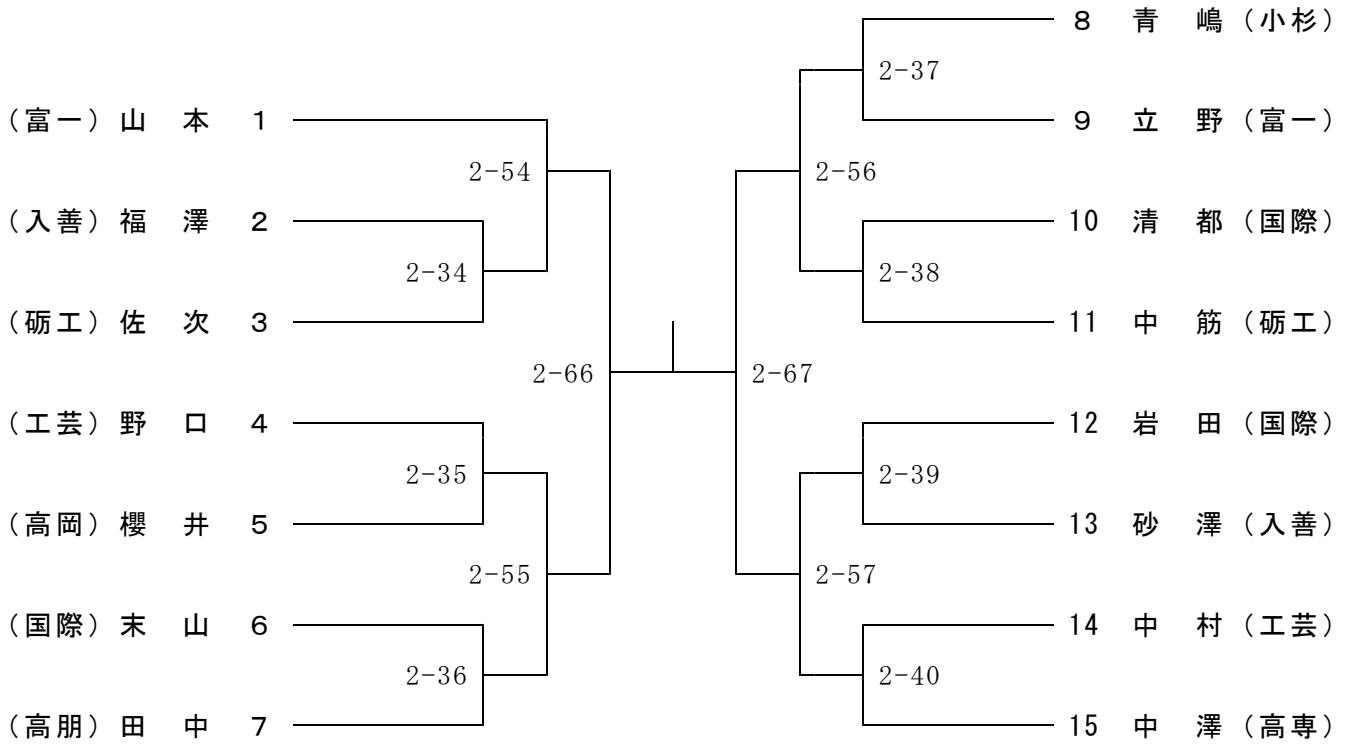 8 青 嶋 （小杉）
2-37
（富一） 山 本 1
9 立 野 （富一）
2-54
2-56
（入善） 福 澤 2
10 清 都 （国際）
2-34
2-38
（砺工） 佐 次 3
11 中 筋 （砺工）
2-66
2-67
（工芸） 野 口 4
12 岩 田 （国際）
2-35
2-39
（高岡） 櫻 井 5
13 砂 澤 （入善）
2-55
2-57
（国際） 末 山 6
14 中 村 （工芸）
2-36
2-40
（高朋） 田 中 7
15 中 澤 （高専）